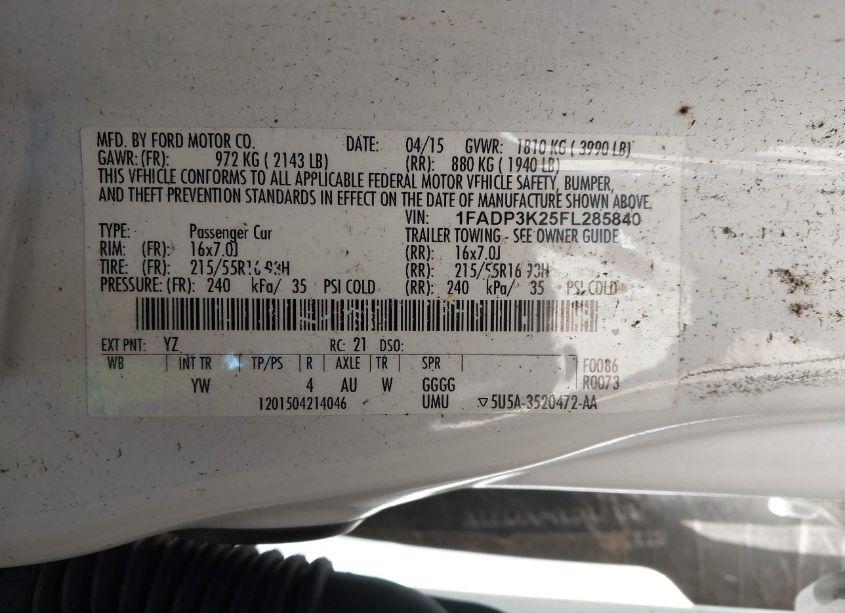 MFD. BY FORD MOTOR CO. DATE: 04/15 GVWR: 1810 KG ( 3990 LB)
GAWR:(FR): 972 KG ( 2143 LB) (RR): 880 KG ( 1940 LB)
THIS VEHICLE CONFORMS TO ALL APPLICABLE FEDERAL MOTOR VEHICLE SAFETY, BUMPER,
AND THEFT PREVENTION STANDARDS IN EFFECT ON THE DATE OF MANUFACTURE SHOWN ABOVE.
VIN: 1FADP3K25FL285840
TYPE: Passenger Car TRAILER TOWING - SEE OWNER GUIDE
RIM: (FR): 16x7.0J (RR): 16x7.0J
TIRE: (FR): 215/55R16 93H (RR): 215/55R16 93H
PRESSURE: (FR): 240 kPa/ 35 PSI COLD (RR): 240 kPa/ 35 PSI COLD
EXT PNT: YZ RC: 21 DSO:
WB INT TR TP/PS R AXLE TR SPR F0086
YW 4 AU W GGGG R0073
1201504214046 UMU ▽5U5A-3520472-AA